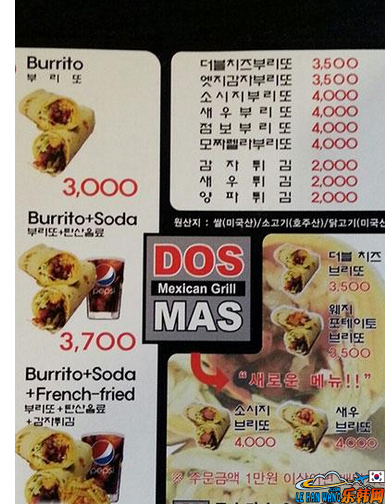 Burrito
부 리 또
3,000
Burrito+Soda
부리또+탄산음료
pepsi
3,700
Burrito+Soda
+French-fried
부리또+탄산음료
+감자튀김
pepsi
더블치즈부리또 3,500
엣지감자부리또 3,500
소시지부리또 4,000
새우부리또 4,000
점보부리또 4,000
모짜렐라부리또 4,000
감자튀김 2,000
새우튀김 2,000
양파튀김 2,000
원산지 : 쌀(미국산)/소고기(호주산)/닭고기(미국산
DOS
Mexican Grill
MAS
더블 치즈
브리또
3,500
웨지
포테이토
브리또
3,500
“새로운 메뉴!!”
소시지
브리또
4,000
새우
브리또
4,000
※ 주문금액 1만원 이상